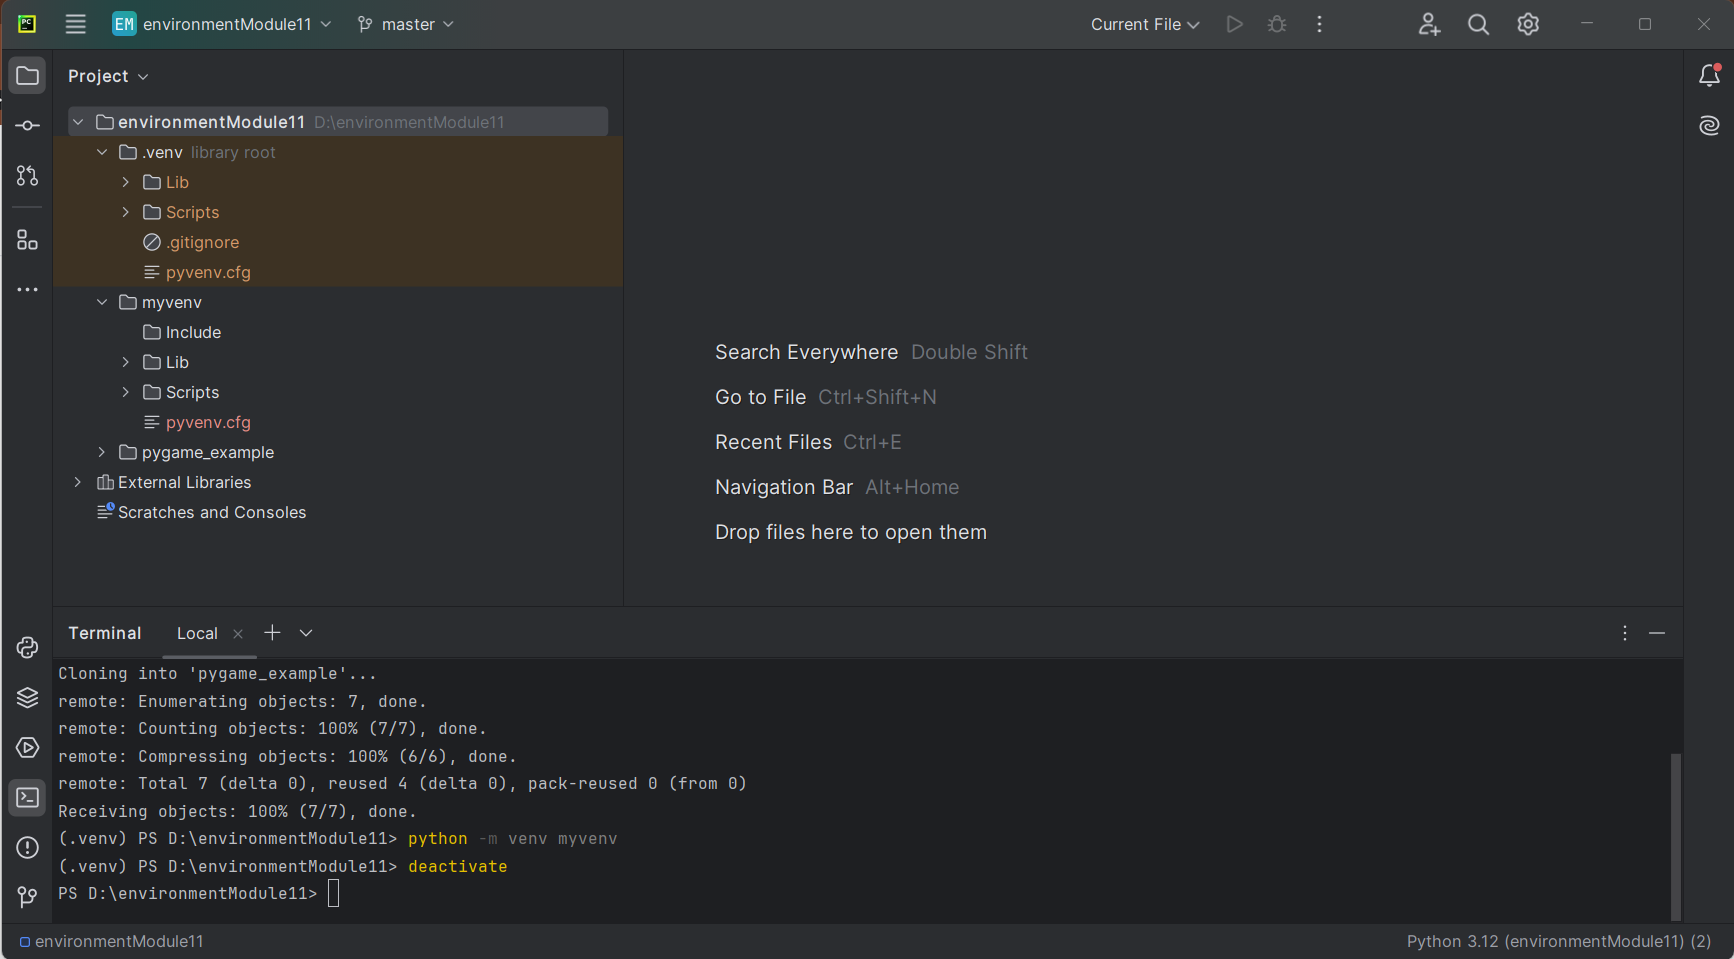 PC
EM environmentModule11
master
Current File
Project
environmentModule11 D:\environmentModule11
.venv library root
Lib
Scripts
.gitignore
pyvenv.cfg
myvenv
Include
Lib
Scripts
pyvenv.cfg
pygame_example
External Libraries
Scratches and Consoles
Search Everywhere Double Shift
Go to File Ctrl+Shift+N
Recent Files Ctrl+E
Navigation Bar Alt+Home
Drop files here to open them
Terminal Local
Cloning into 'pygame_example'...
remote: Enumerating objects: 7, done.
remote: Counting objects: 100% (7/7), done.
remote: Compressing objects: 100% (6/6), done.
remote: Total 7 (delta 0), reused 4 (delta 0), pack-reused 0 (from 0)
Receiving objects: 100% (7/7), done.
(.venv) PS D:\environmentModule11> python -m venv myvenv
(.venv) PS D:\environmentModule11> deactivate
PS D:\environmentModule11>
environmentModule11
Python 3.12 (environmentModule11) (2)